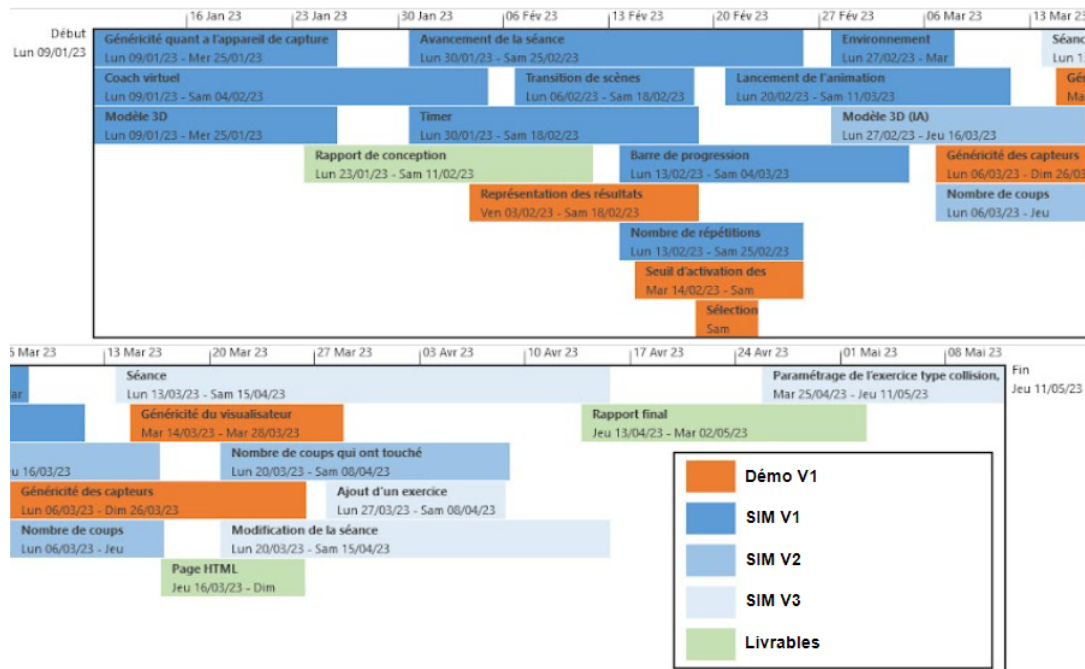 16 Jan 23 23 Jan 23 30 Jan 23 06 Fév 23 13 Fév 23 20 Fév 23 27 Fév 23 06 Mar 23 13 Mar 23
Début
Lun 09/01/23
Généricité quant a l'appareil de capture
Lun 09/01/23 - Mer 25/01/23
Avancement de la séance
Lun 30/01/23 - Sam 25/02/23
Environnement
Lun 27/02/23 - Mar
Séanc
Lun 13
Coach virtuel
Lun 09/01/23 - Sam 04/02/23
Transition de scènes
Lun 06/02/23 - Sam 18/02/23
Lancement de l'animation
Lun 20/02/23 - Sam 11/03/23
Gén
Ma
Modèle 3D
Lun 09/01/23 - Mer 25/01/23
Timer
Lun 30/01/23 - Sam 18/02/23
Modèle 3D (IA)
Lun 27/02/23 - Jeu 16/03/23
Rapport de conception
Lun 23/01/23 - Sam 11/02/23
Barre de progression
Lun 13/02/23 - Sam 04/03/23
Généricité des capteurs
Lun 06/03/23 - Dim 26/03
Représentation des résultats
Ven 03/02/23 - Sam 18/02/23
Nombre de coups
Lun 06/03/23 - Jeu
Nombre de répétitions
Lun 13/02/23 - Sam 25/02/23
Seuil d'activation des
Mar 14/02/23 - Sam
Sélection
Sam
6 Mar 23 13 Mar 23 20 Mar 23 27 Mar 23 03 Avr 23 10 Avr 23 17 Avr 23 24 Avr 23 01 Mai 23 08 Mai 23
Fin
Jeu 11/05/23
ar
Séance
Lun 13/03/23 - Sam 15/04/23
Paramétrage de l'exercice type collision,
Mar 25/04/23 - Jeu 11/05/23
Généricité du visualisateur
Mar 14/03/23 - Mar 28/03/23
Rapport final
Jeu 13/04/23 - Mar 02/05/23
eu 16/03/23
Nombre de coups qui ont touché
Lun 20/03/23 - Sam 08/04/23
Généricité des capteurs
Lun 06/03/23 - Dim 26/03/23
Ajout d'un exercice
Lun 27/03/23 - Sam 08/04/23
Nombre de coups
Lun 06/03/23 - Jeu
Modification de la séance
Lun 20/03/23 - Sam 15/04/23
Page HTML
Jeu 16/03/23 - Dim
Démo V1
SIM V1
SIM V2
SIM V3
Livrables